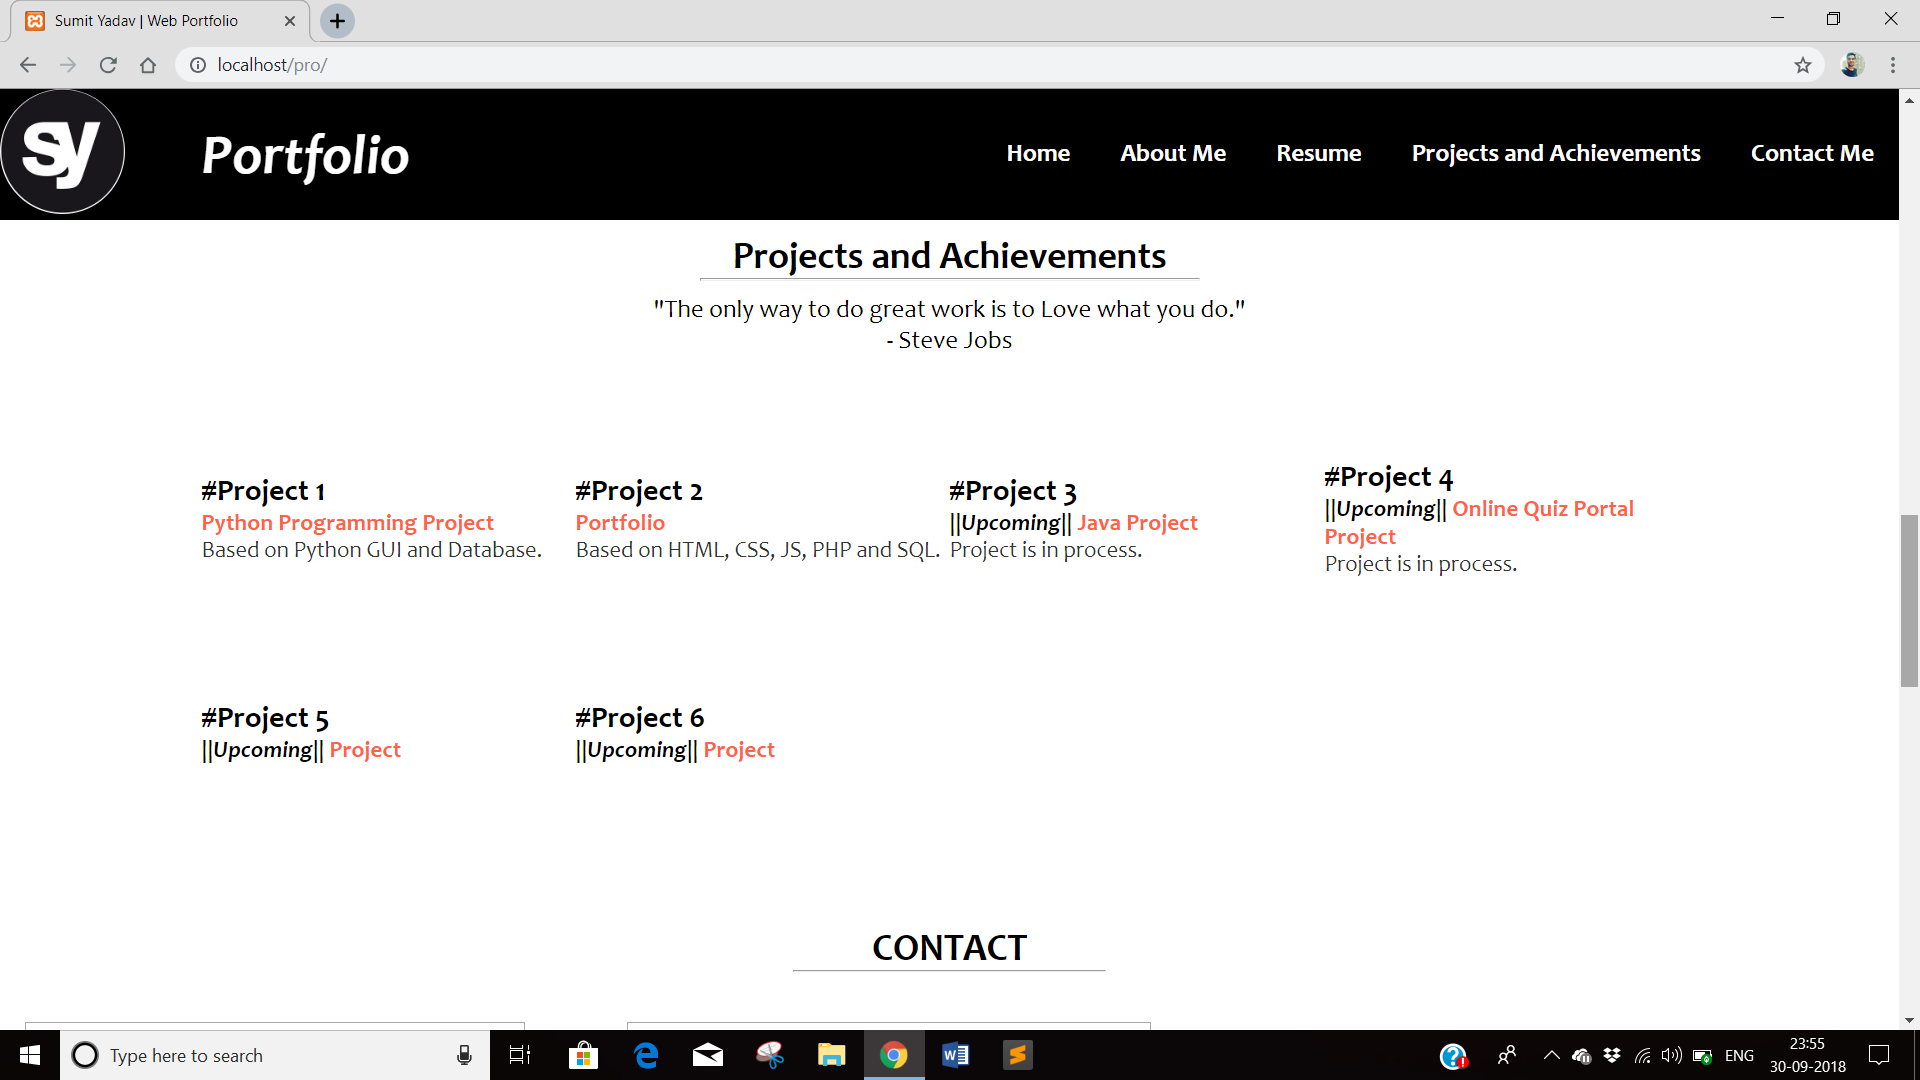 Sumit Yadav | Web Portfolio
localhost/pro/
sy
Portfolio
Home
About Me
Resume
Projects and Achievements
Contact Me
Projects and Achievements
"The only way to do great work is to Love what you do."
- Steve Jobs
#Project 1
Python Programming Project
Based on Python GUI and Database.
#Project 2
Portfolio
Based on HTML, CSS, JS, PHP and SQL.
#Project 3
||Upcoming|| Java Project
Project is in process.
#Project 4
||Upcoming|| Online Quiz Portal
Project
Project is in process.
#Project 5
||Upcoming|| Project
#Project 6
||Upcoming|| Project
CONTACT
Type here to search
ENG
23:55
30-09-2018